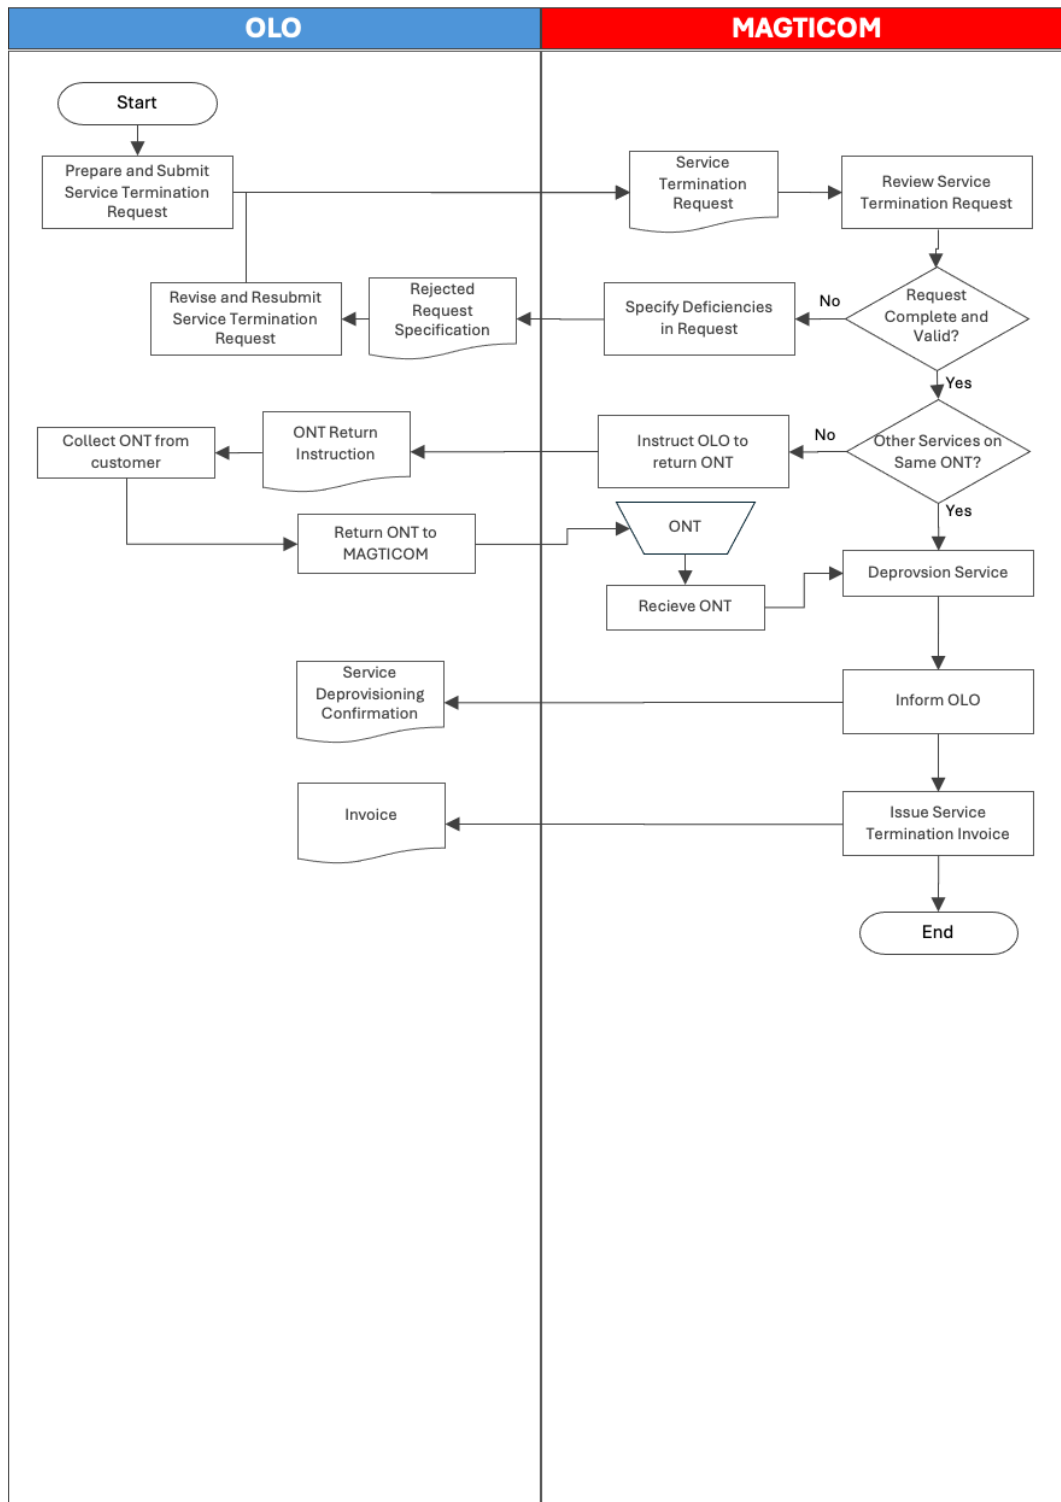 OLO
MAGTICOM
Start
Prepare and Submit
Service Termination
Request
Service
Termination
Request
Review Service
Termination Request
Revise and Resubmit
Service Termination
Request
Rejected
Request
Specification
Specify Deficiencies
in Request
No
Request
Complete and
Valid?
Yes
Collect ONT from
customer
ONT Return
Instruction
Instruct OLO to
return ONT
No
Other Services on
Same ONT?
Yes
Return ONT to
MAGTICOM
ONT
Deprovsion Service
Recieve ONT
Service
Deprovisioning
Confirmation
Inform OLO
Invoice
Issue Service
Termination Invoice
End